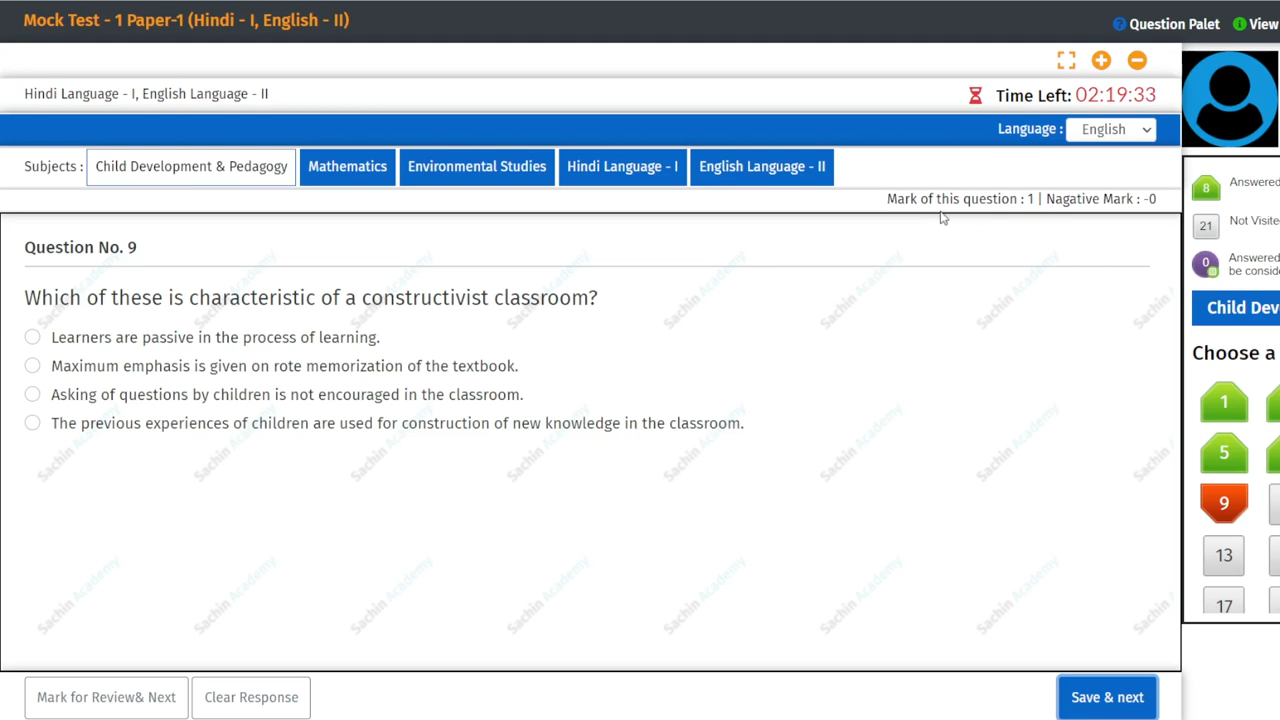 Mock Test - 1 Paper-1 (Hindi - I, English - II)
Question Palet
View
Hindi Language - I, English Language - II
Time Left: 02:19:33
Language :
English
Subjects :
Child Development & Pedagogy
Mathematics
Environmental Studies
Hindi Language - I
English Language - II
Mark of this question : 1 | Nagative Mark : -0
Question No. 9
Which of these is characteristic of a constructivist classroom?
Learners are passive in the process of learning.
Maximum emphasis is given on rote memorization of the textbook.
Asking of questions by children is not encouraged in the classroom.
The previous experiences of children are used for construction of new knowledge in the classroom.
Sachin Academy
Mark for Review& Next
Clear Response
Save & next
8
Answered
21
Not Visite
0
Answered
be conside
Child Dev
Choose a
1
5
9
13
17